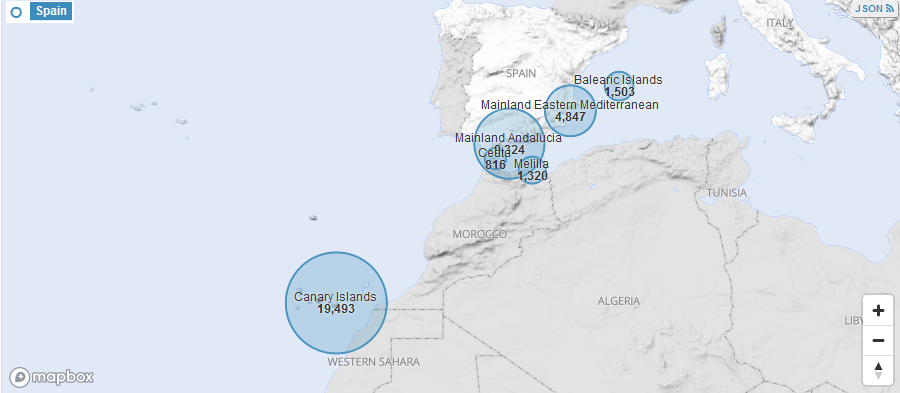 Spain
JSON
ITALY
SPAIN
Balearic Islands
1,503
Mainland Eastern Mediterranean
4,847
Mainland Andalucia
9,324
Ceuta
816
Melilla
1,320
TUNISIA
MOROCCO
Canary Islands
19,493
ALGERIA
LIBY
WESTERN SAHARA
mapbox